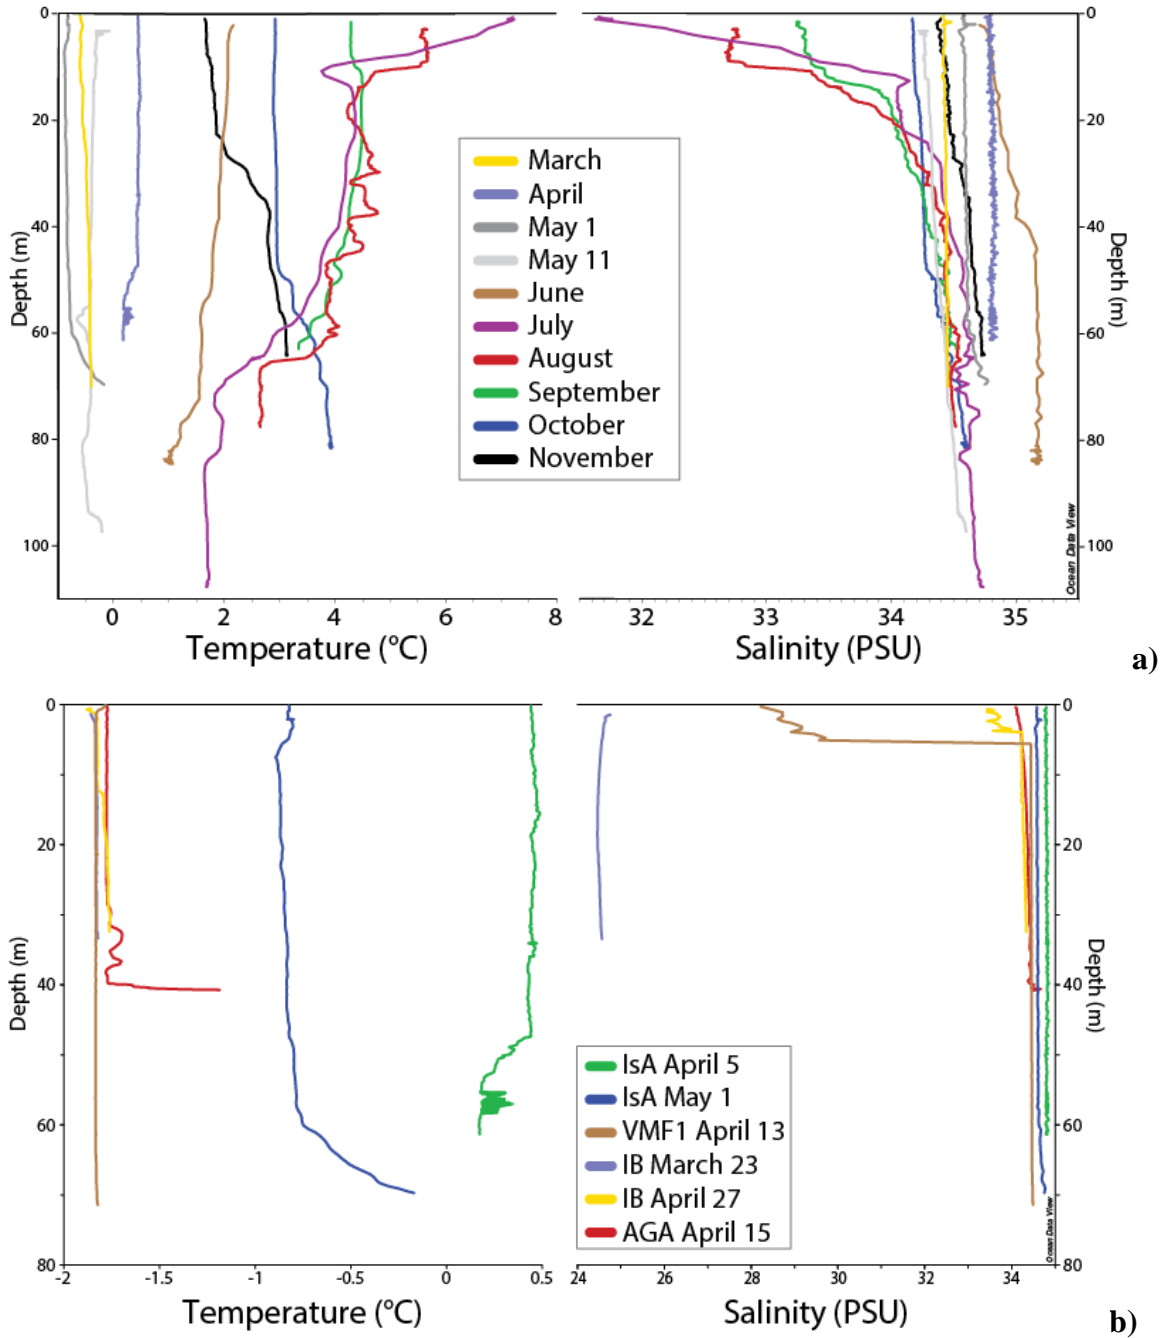 0
20
40
60
80
100
Depth (m)
0 2 4 6 8
Temperature (°C)
March
April
May 1
May 11
June
July
August
September
October
November
0
20
40
60
80
100
Depth (m)
Ocean Data View
32 33 34 35
Salinity (PSU)
a)
0
20
40
60
80
Depth (m)
-2 -1.5 -1 -0.5 0 0.5
Temperature (°C)
IsA April 5
IsA May 1
VMF1 April 13
IB March 23
IB April 27
AGA April 15
0
20
40
60
80
Depth (m)
Ocean Data View
24 26 28 30 32 34
Salinity (PSU)
b)